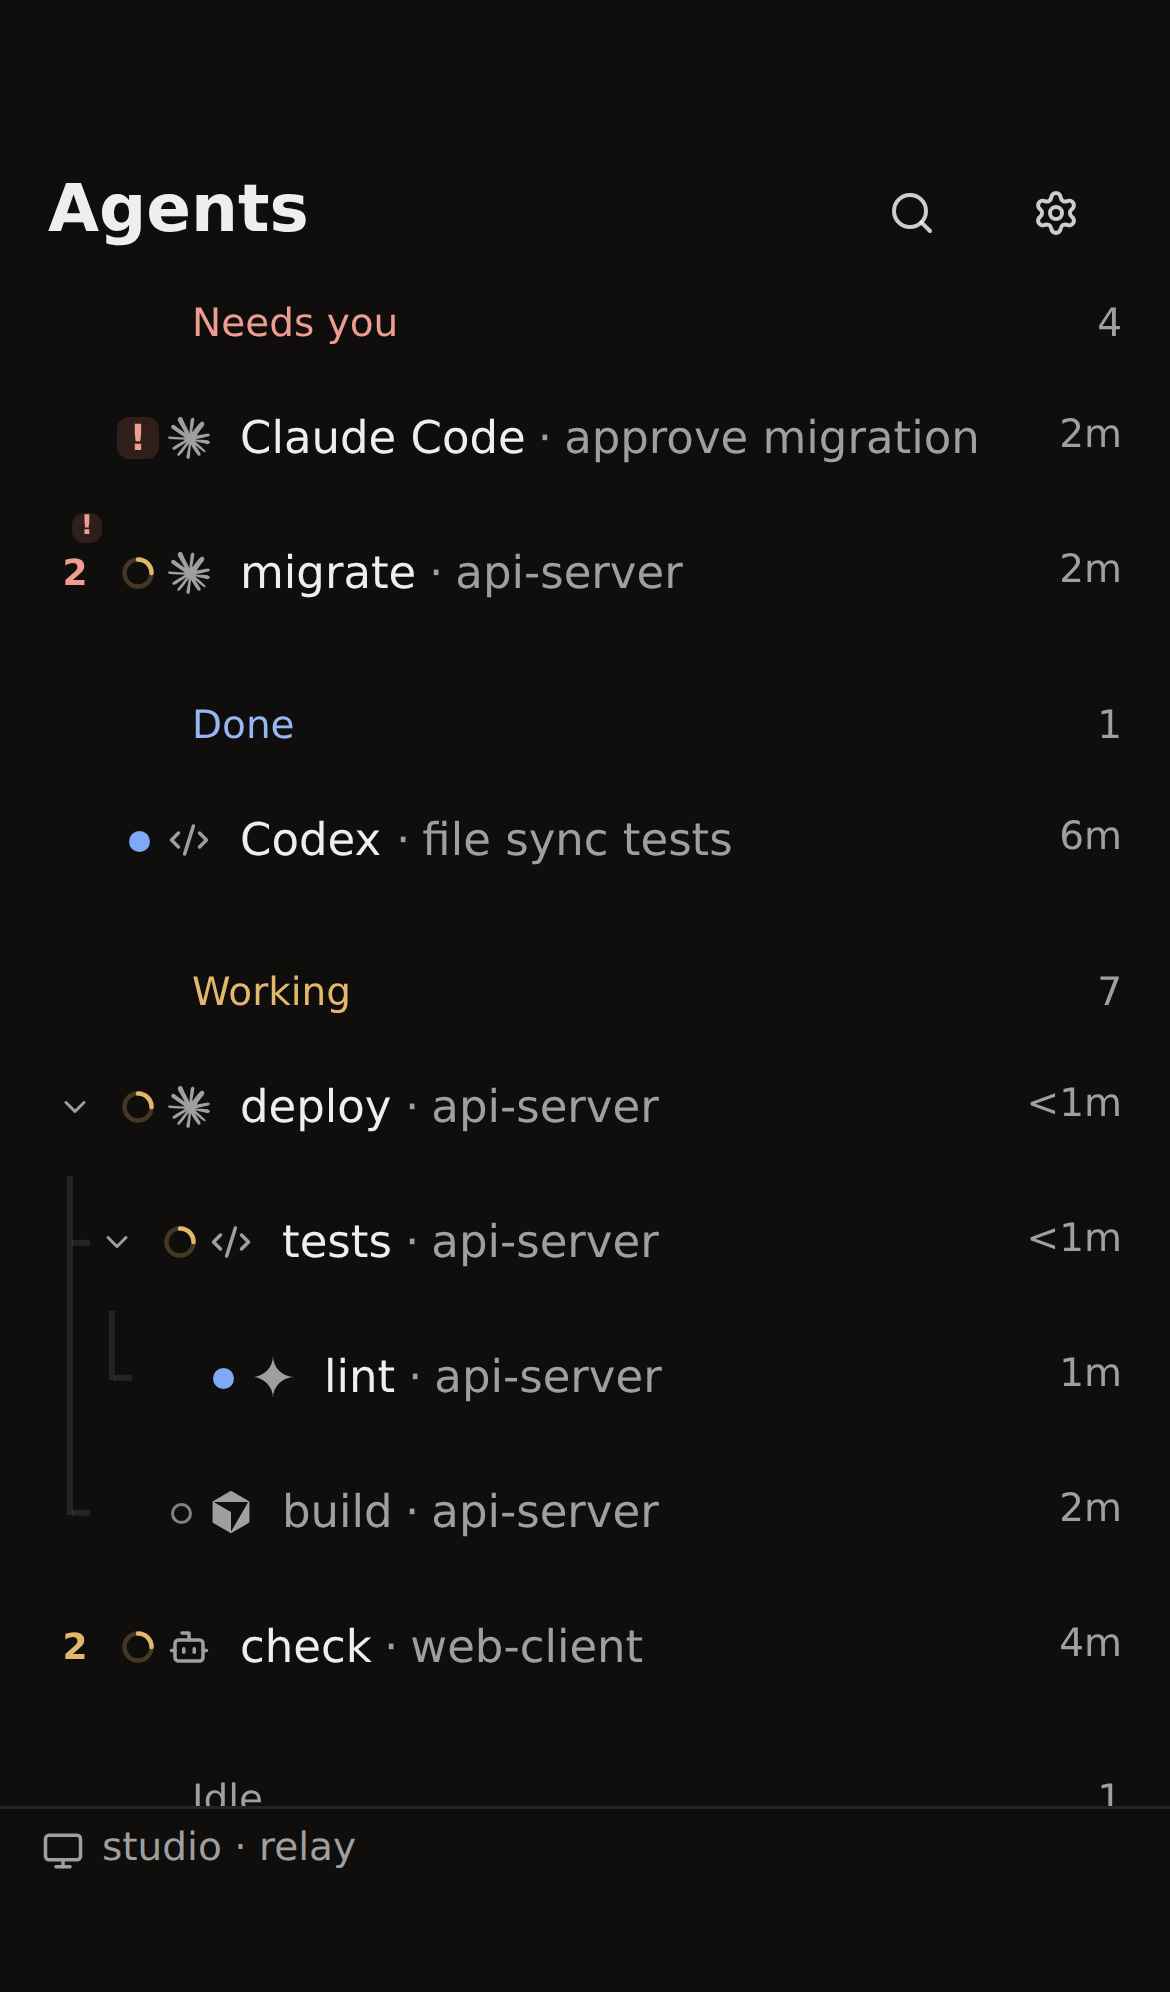 Agents
Needs you 4
! Claude Code · approve migration 2m
!
2 migrate · api-server 2m
Done 1
Codex · file sync tests 6m
Working 7
deploy · api-server <1m
tests · api-server <1m
lint · api-server 1m
build · api-server 2m
2 check · web-client 4m
Idle 1
studio · relay